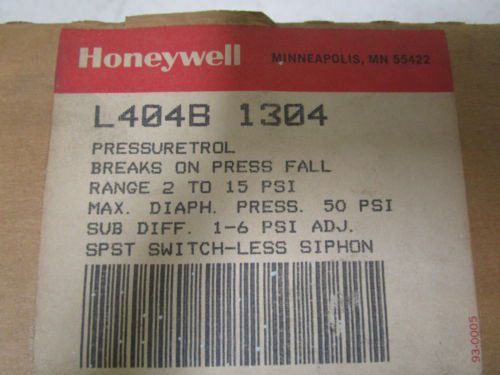 Honeywell MINNEAPOLIS, MN 55422
L404B 1304
PRESSURETROL
BREAKS ON PRESS FALL
RANGE 2 TO 15 PSI
MAX. DIAPH. PRESS. 50 PSI
SUB DIFF. 1-6 PSI ADJ.
SPST SWITCH-LESS SIPHON
93-0005